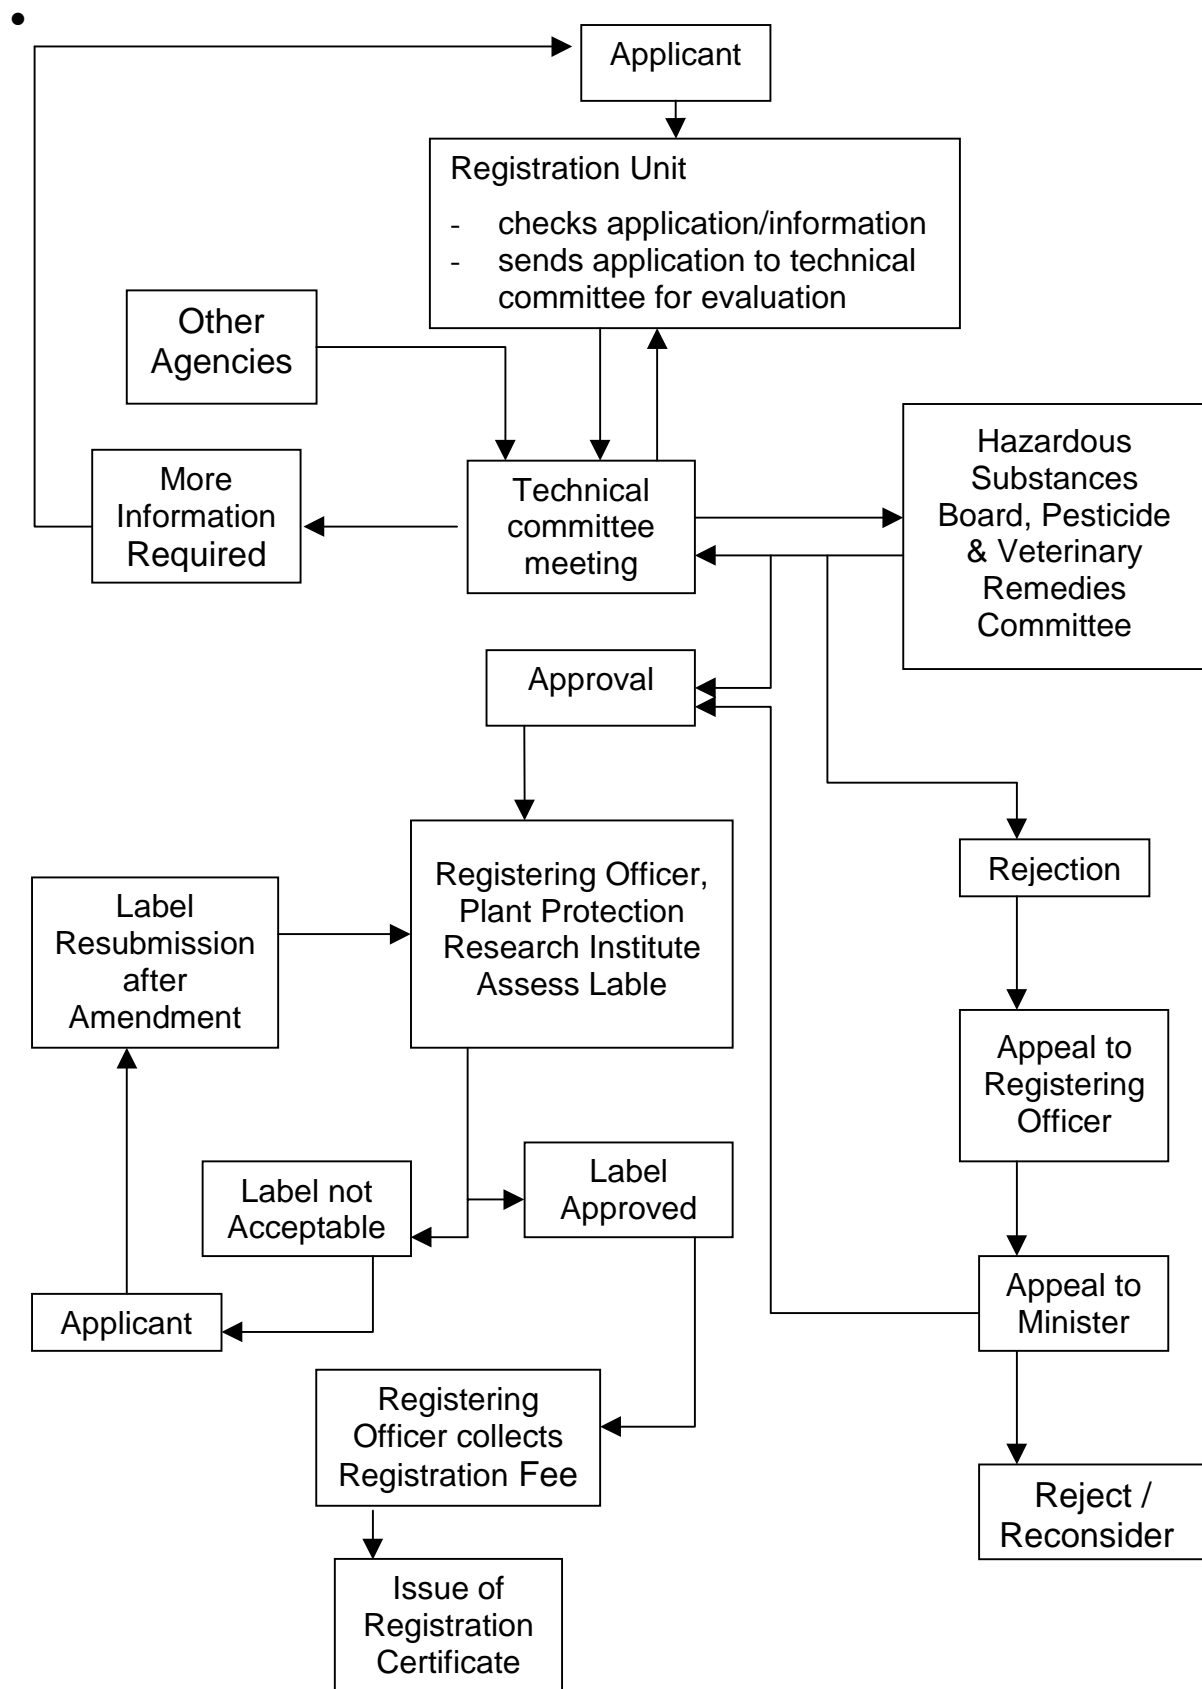 •
Applicant
Registration Unit
- checks application/information
- sends application to technical
committee for evaluation
Other
Agencies
Hazardous
Substances
Board, Pesticide
& Veterinary
Remedies
Committee
More
Information
Required
Technical
committee
meeting
Approval
Rejection
Registering Officer,
Plant Protection
Research Institute
Assess Lable
Label
Resubmission
after
Amendment
Appeal to
Registering
Officer
Label not
Acceptable
Label
Approved
Applicant
Appeal to
Minister
Registering
Officer collects
Registration Fee
Reject /
Reconsider
Issue of
Registration
Certificate